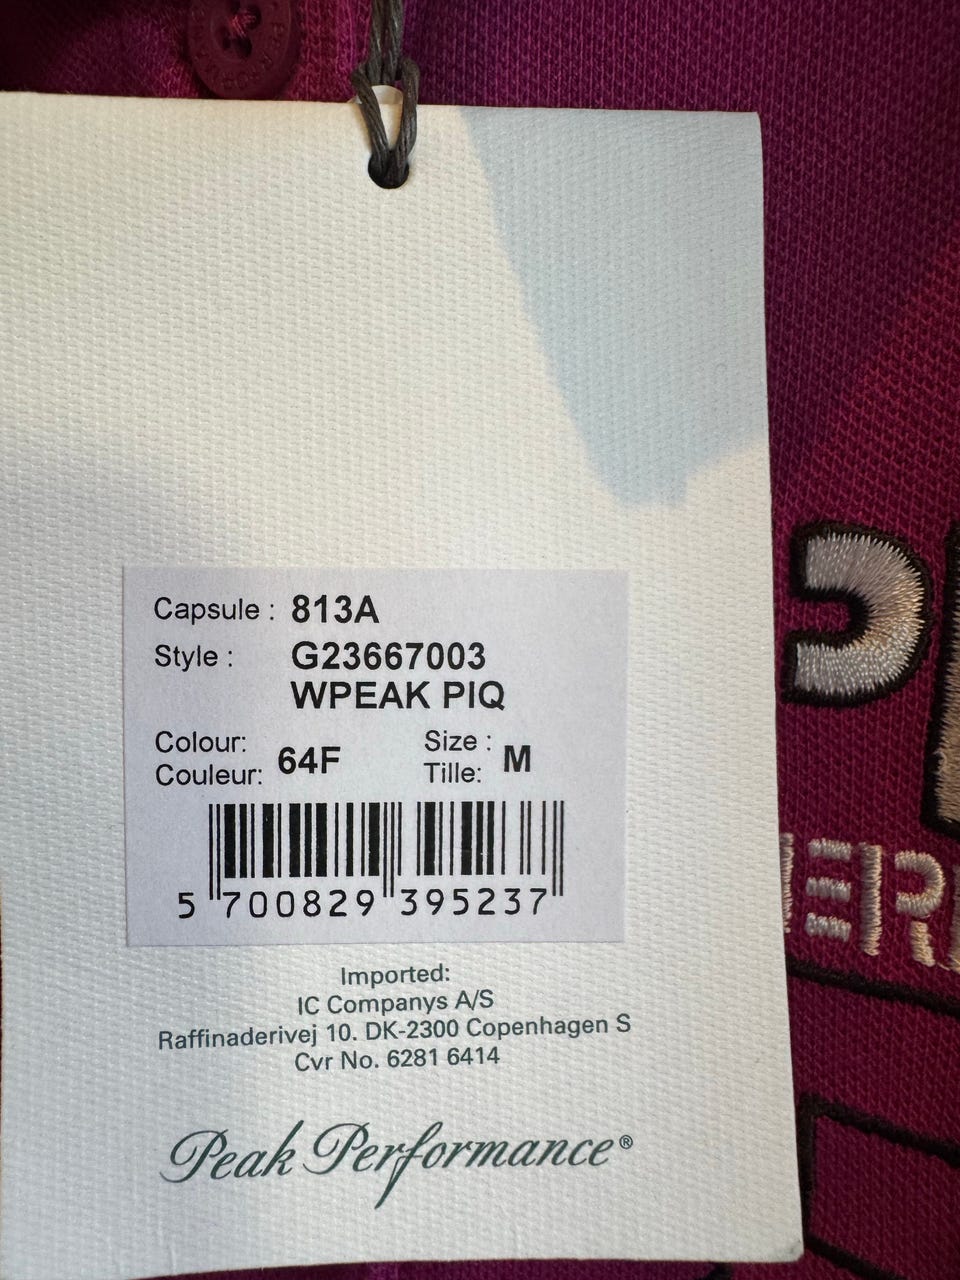 Capsule : 813A
Style : G23667003
WPEAK PIQ
Colour: Size :
Couleur: 64F Tille: M
5 700829 395237
Imported:
IC Companys A/S
Raffinaderivej 10. DK-2300 Copenhagen S
Cvr No. 6281 6414
Peak Performance®